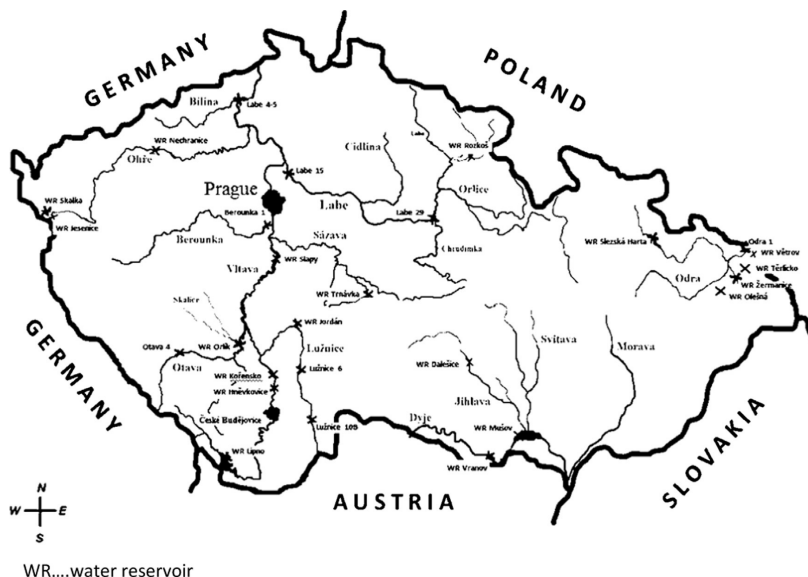 GERMANY
POLAND
Bílina
Labe 4-5
Labe
WR Rozkoš
WR Nechranice
Ohře
Cidlina
Labe 15
Orlice
Prague
WR Skalka
WR Jesenice
Berounka 1
Labe
Labe 29
Berounka
Sázava
Chrudimka
WR Slezská Harta
Odra 1
WR Větrov
WR Těrlicko
Odra
WR Žermanice
WR Olešná
Vltava
WR Slapy
WR Trnávka
Skalice
WR Jordán
WR Orlík
Otava 4
Lužnice
Svitava
Morava
Otava
WR Kořensko
Lužnice 6
WR Dalešice
WR Hněvkovice
Jihlava
GERMANY
České Budějovice
Lužnice 10B
Dyje
WR Mušov
WR Lipno
WR Vranov
SLOVAKIA
AUSTRIA
N
W E
S
WR....water reservoir